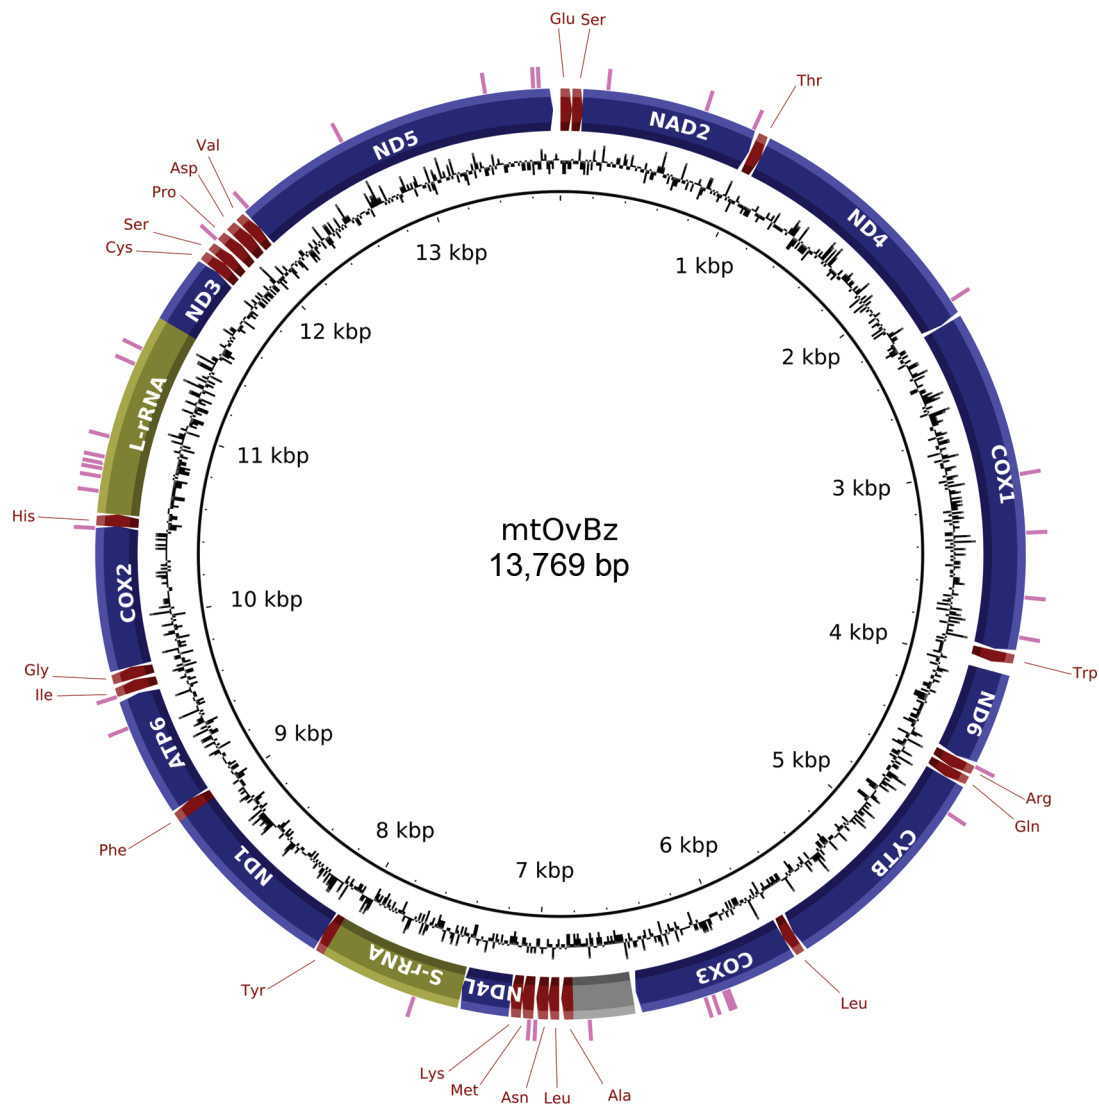 Glu Ser
Thr
NAD2
ND4
COX1
Trp
ND6
Arg
Gln
CYTB
Leu
COX3
Ala
Leu
Asn
Met
Lys
ND4L
S-rRNA
Tyr
ND1
Phe
ATP6
Ile
Gly
COX2
His
L-rRNA
ND3
Cys
Ser
Pro
Asp
Val
ND5
1 kbp
2 kbp
3 kbp
4 kbp
5 kbp
6 kbp
7 kbp
8 kbp
9 kbp
10 kbp
11 kbp
12 kbp
13 kbp
mtOvBz
13,769 bp